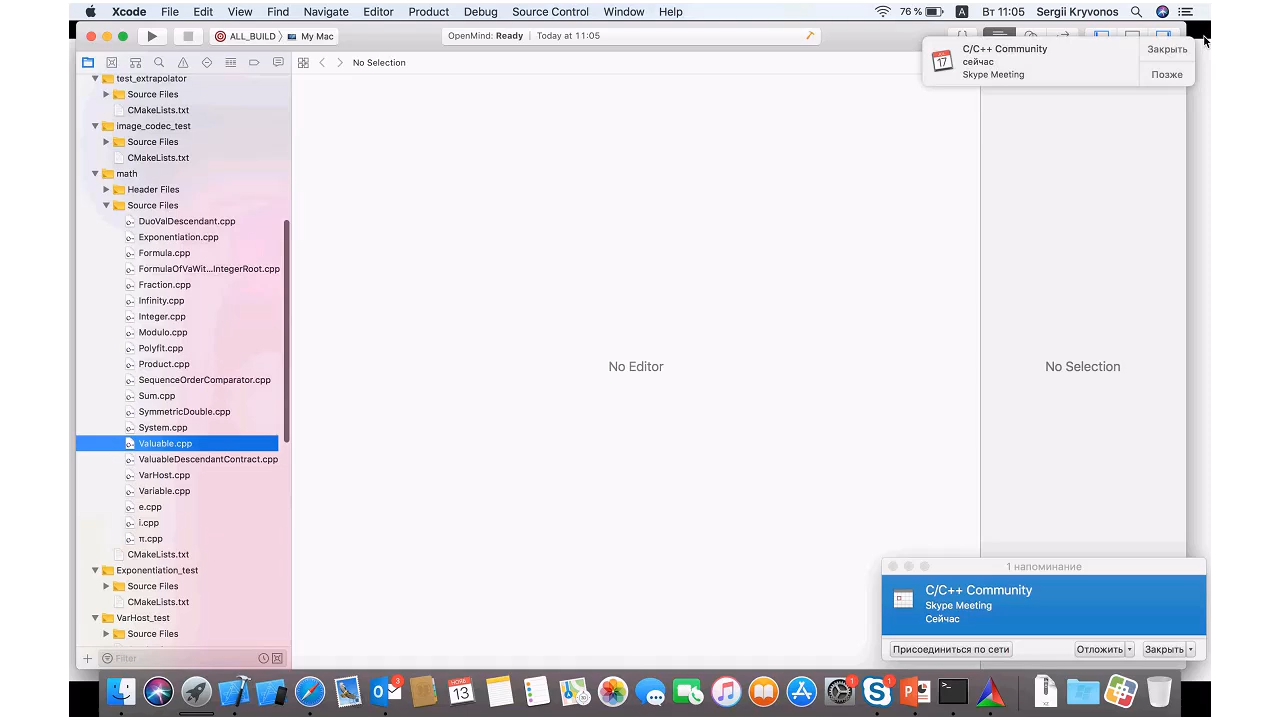 Xcode File Edit View Find Navigate Editor Product Debug Source Control Window Help 76 % A Вт 11:05 Sergii Kryvonos
ALL_BUILD My Mac OpenMind: Ready Today at 11:05
C/C++ Community
сейчас
Skype Meeting
Закрыть
Позже
No Selection
test_extrapolator
Source Files
CMakeLists.txt
image_codec_test
Source Files
CMakeLists.txt
math
Header Files
Source Files
DuoValDescendant.cpp
Exponentiation.cpp
Formula.cpp
FormulaOfVaWit...IntegerRoot.cpp
Fraction.cpp
Infinity.cpp
Integer.cpp
Modulo.cpp
Polyfit.cpp
Product.cpp
SequenceOrderComparator.cpp
Sum.cpp
SymmetricDouble.cpp
System.cpp
Valuable.cpp
ValuableDescendantContract.cpp
VarHost.cpp
Variable.cpp
e.cpp
i.cpp
π.cpp
CMakeLists.txt
Exponentiation_test
Source Files
CMakeLists.txt
VarHost_test
Source Files
Filter
No Editor
No Selection
1 напоминание
C/C++ Community
Skype Meeting
Сейчас
Присоединиться по сети Отложить Закрыть
3
НОЯБ.
13
1
1